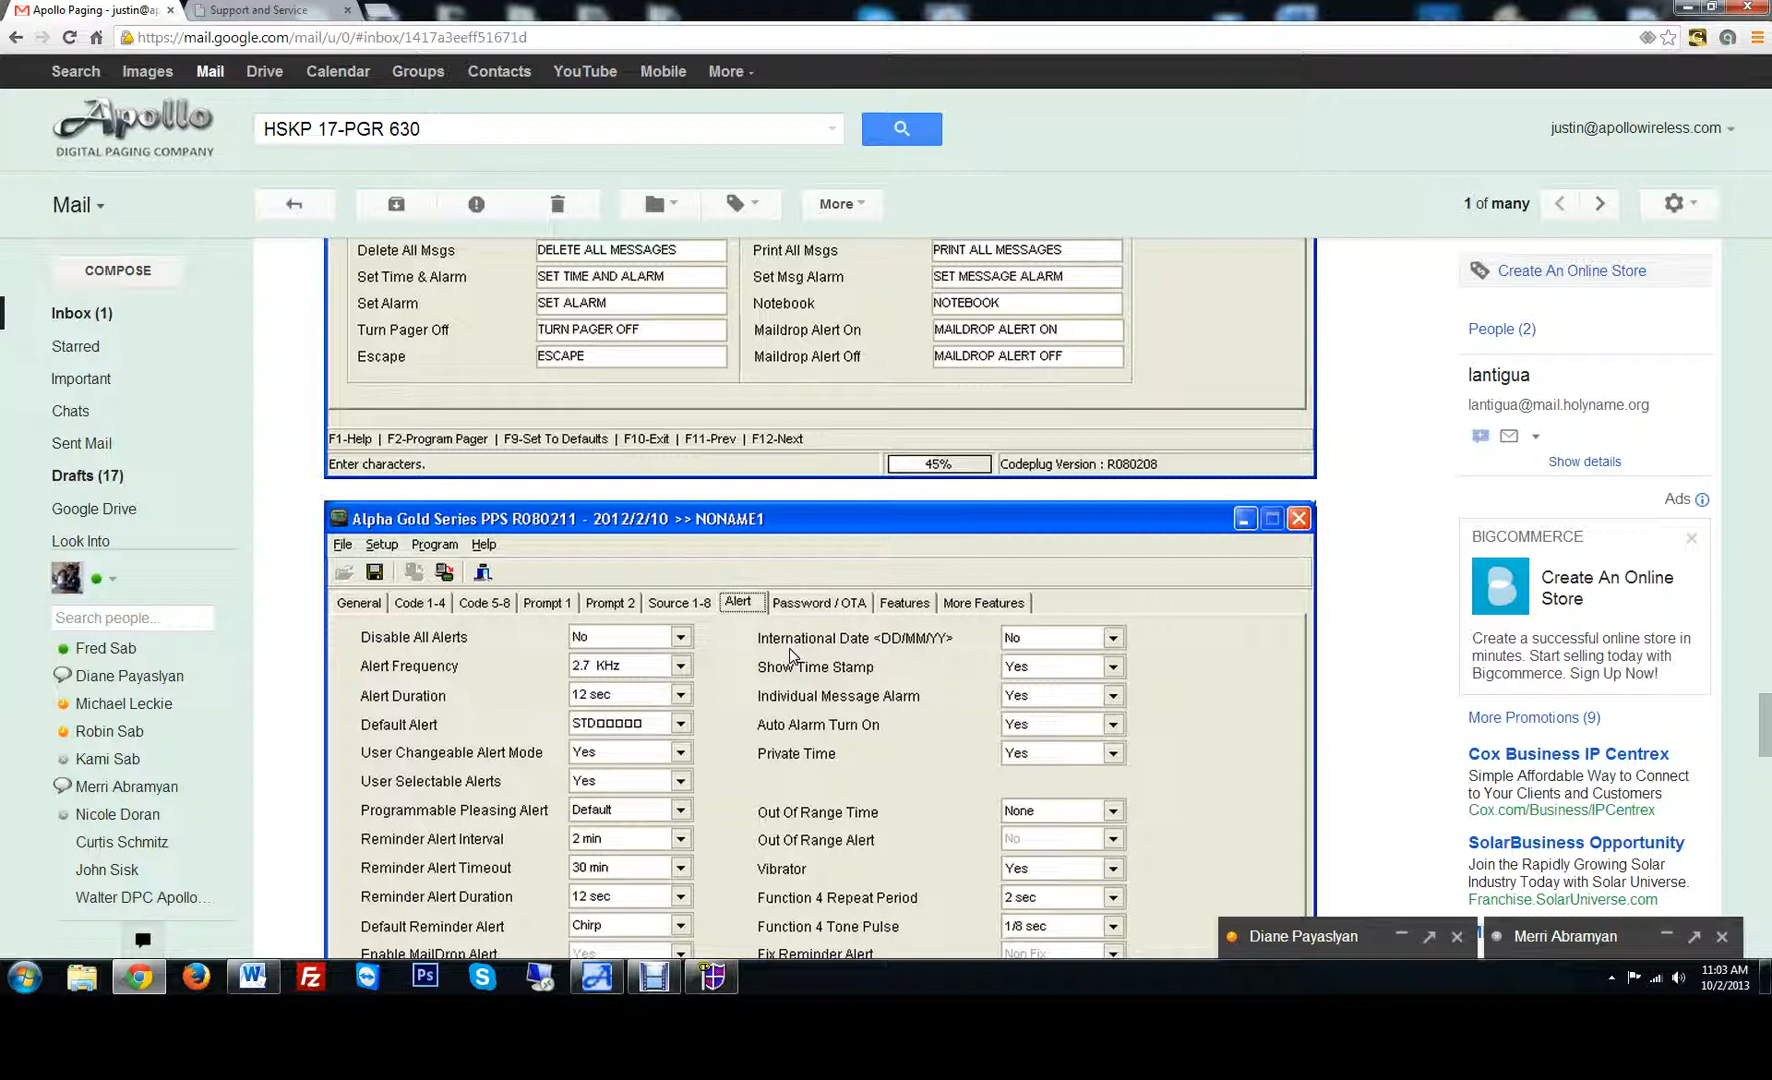 Apollo Paging - justin@ap
Support and Service
https://mail.google.com/mail/u/0/#inbox/1417a3eeff51671d
Search Images Mail Drive Calendar Groups Contacts YouTube Mobile More
Apollo
DIGITAL PAGING COMPANY
HSKP 17-PGR 630
justin@apollowireless.com
Mail
More
1 of many
COMPOSE
Inbox (1)
Starred
Important
Chats
Sent Mail
Drafts (17)
Google Drive
Look Into
Search people...
Fred Sab
Diane Payaslyan
Michael Leckie
Robin Sab
Kami Sab
Merri Abramyan
Nicole Doran
Curtis Schmitz
John Sisk
Walter DPC Apollo...
Delete All Msgs DELETE ALL MESSAGES Print All Msgs PRINT ALL MESSAGES
Set Time & Alarm SET TIME AND ALARM Set Msg Alarm SET MESSAGE ALARM
Set Alarm SET ALARM Notebook NOTEBOOK
Turn Pager Off TURN PAGER OFF Maildrop Alert On MAILDROP ALERT ON
Escape ESCAPE Maildrop Alert Off MAILDROP ALERT OFF
F1-Help | F2-Program Pager | F9-Set To Defaults | F10-Exit | F11-Prev | F12-Next
Enter characters. 45% Codeplug Version : R080208
Alpha Gold Series PPS R080211 - 2012/2/10 >> NONAME1
File Setup Program Help
General Code 1-4 Code 5-8 Prompt 1 Prompt 2 Source 1-8 Alert Password / OTA Features More Features
Disable All Alerts No International Date <DD/MM/YY> No
Alert Frequency 2.7 KHz Show Time Stamp Yes
Alert Duration 12 sec Individual Message Alarm Yes
Default Alert STD□□□□□ Auto Alarm Turn On Yes
User Changeable Alert Mode Yes Private Time Yes
User Selectable Alerts Yes
Programmable Pleasing Alert Default Out Of Range Time None
Reminder Alert Interval 2 min Out Of Range Alert No
Reminder Alert Timeout 30 min Vibrator Yes
Reminder Alert Duration 12 sec Function 4 Repeat Period 2 sec
Default Reminder Alert Chirp Function 4 Tone Pulse 1/8 sec
Enable MailDrop Alert Yes Fix Reminder Alert Non Fix
Create An Online Store
People (2)
lantigua
lantigua@mail.holyname.org
Show details
Ads
BIGCOMMERCE
Create An Online
Store
Create a successful online store in
minutes. Start selling today with
Bigcommerce. Sign Up Now!
More Promotions (9)
Cox Business IP Centrex
Simple Affordable Way to Connect
to Your Clients and Customers
Cox.com/Business/IPCentrex
SolarBusiness Opportunity
Join the Rapidly Growing Solar
Industry Today with Solar Universe.
Franchise.SolarUniverse.com
Diane Payaslyan
Merri Abramyan
11:03 AM
10/2/2013